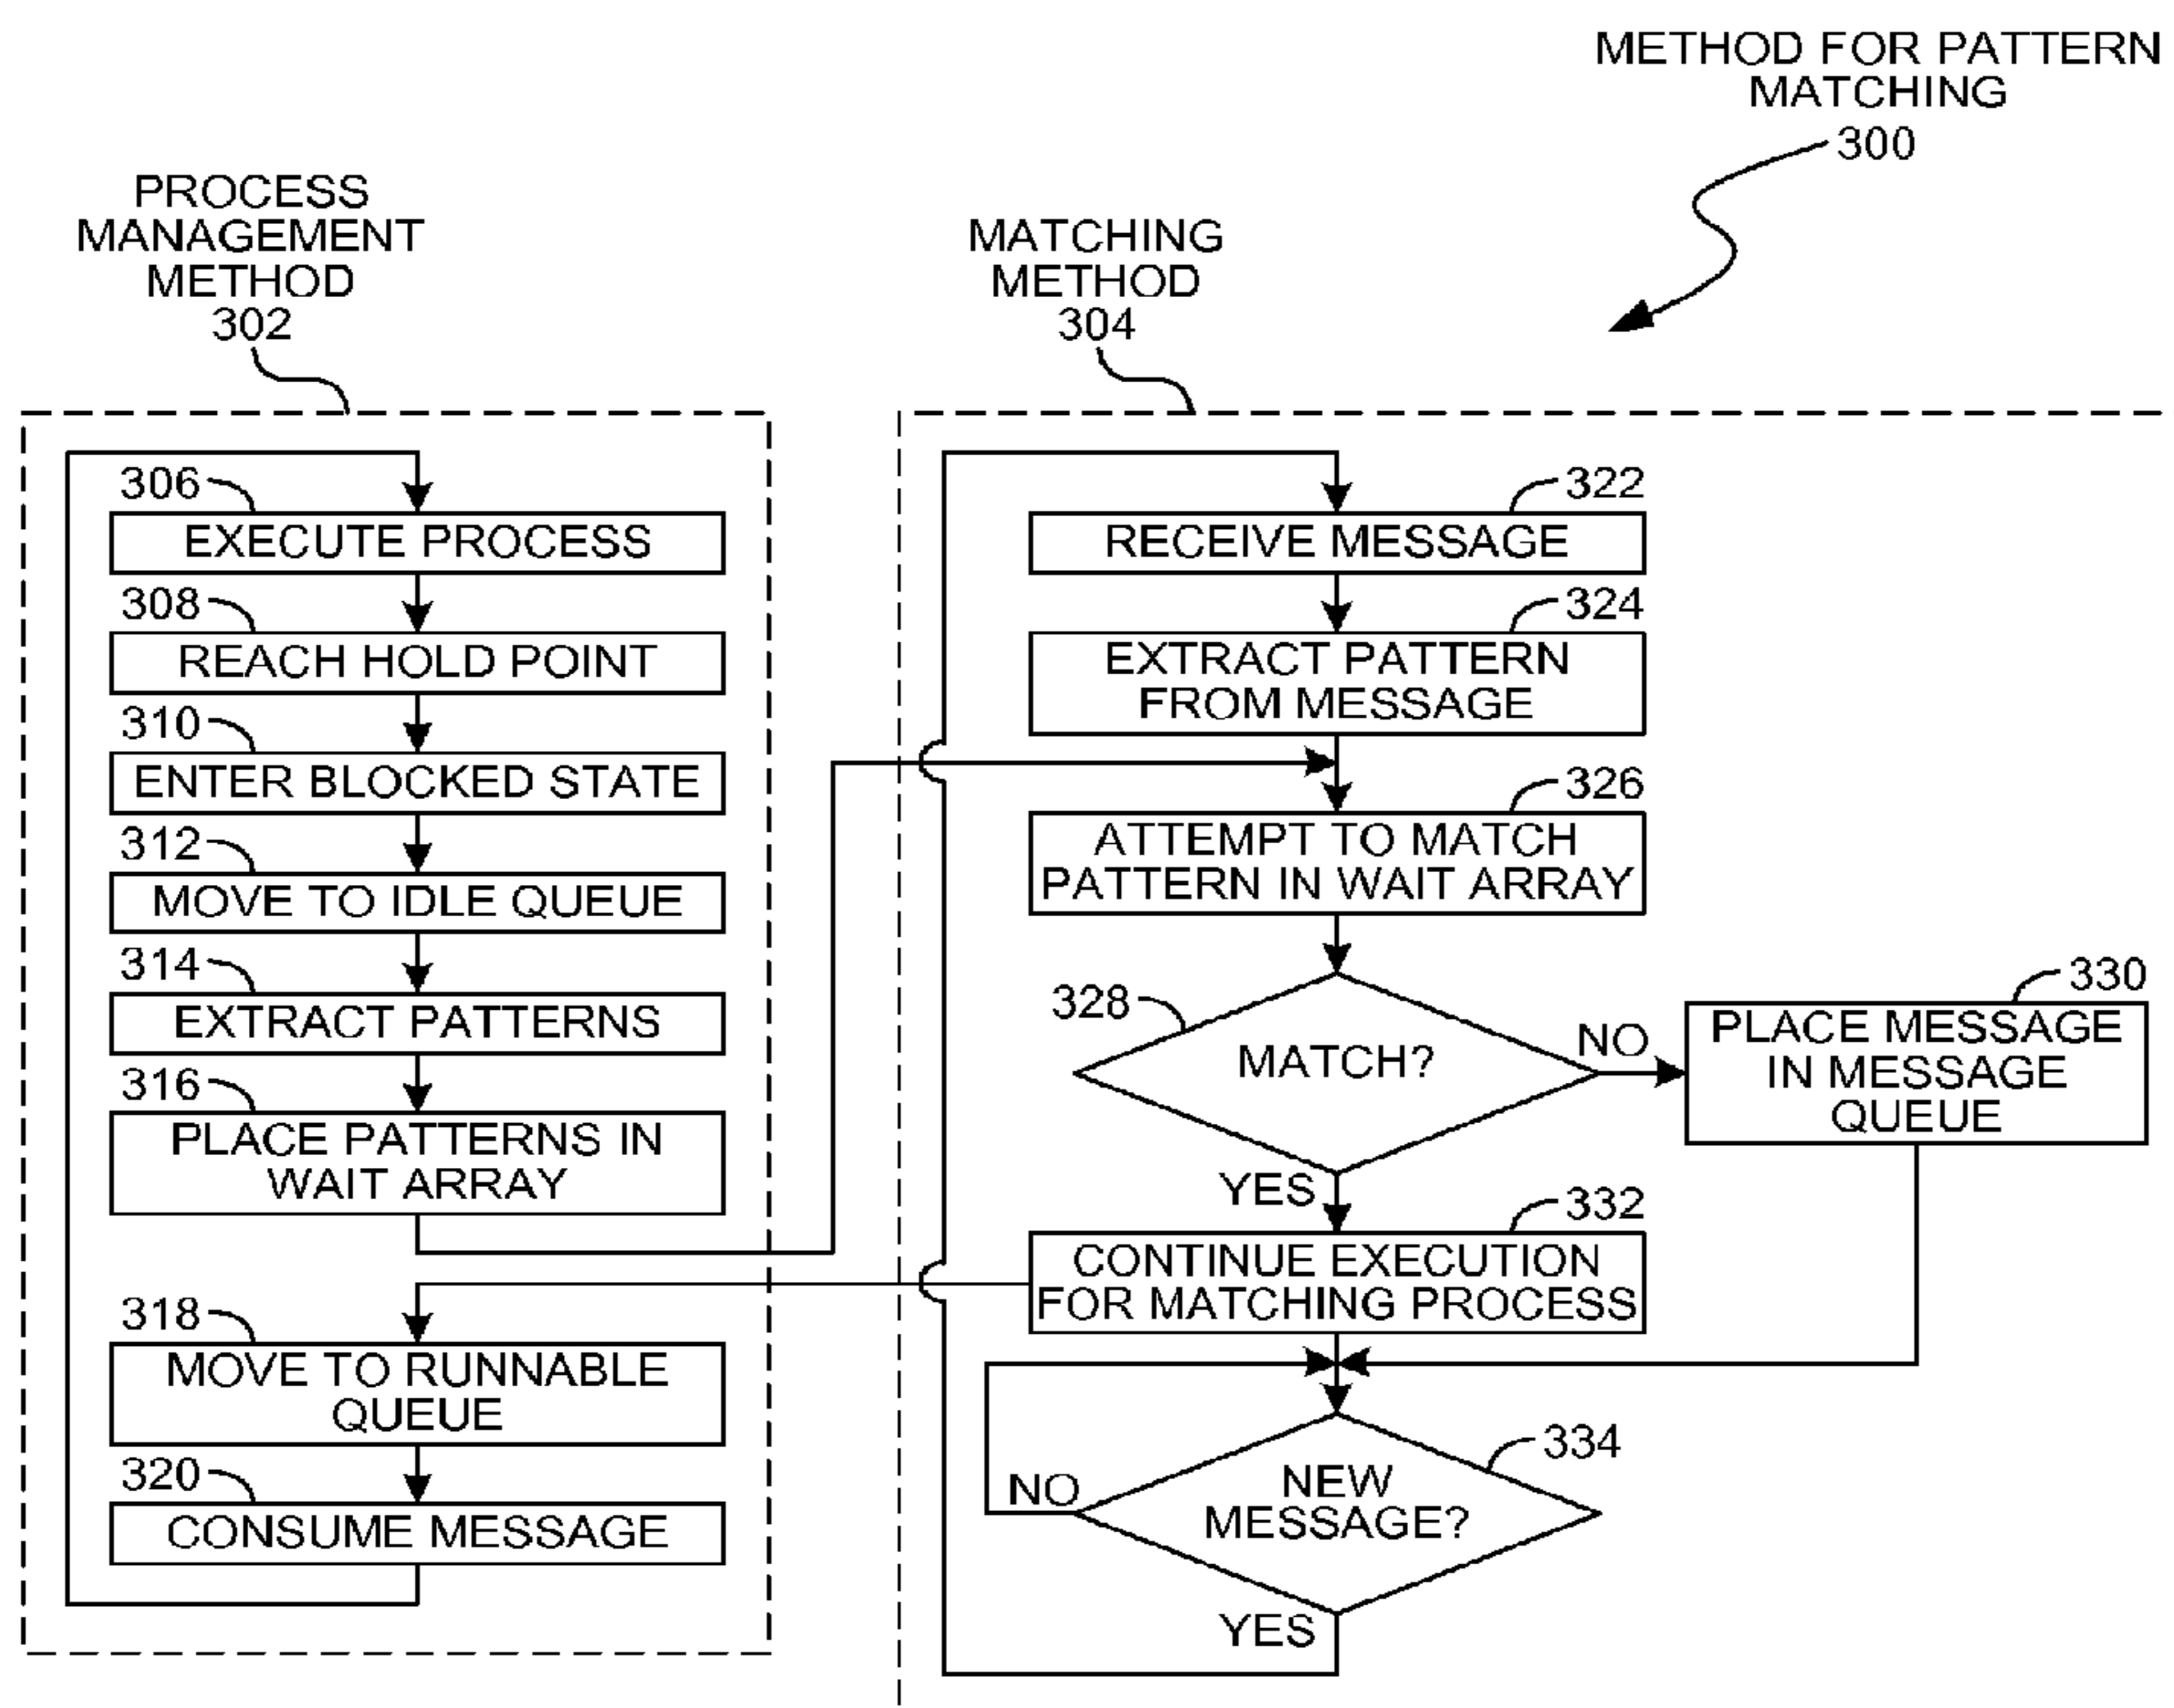 METHOD FOR PATTERN
MATCHING
300
PROCESS
MANAGEMENT
METHOD
302
MATCHING
METHOD
304
306
EXECUTE PROCESS
308
REACH HOLD POINT
310
ENTER BLOCKED STATE
312
MOVE TO IDLE QUEUE
314
EXTRACT PATTERNS
316
PLACE PATTERNS IN
WAIT ARRAY
318
MOVE TO RUNNABLE
QUEUE
320
CONSUME MESSAGE
322
RECEIVE MESSAGE
324
EXTRACT PATTERN
FROM MESSAGE
326
ATTEMPT TO MATCH
PATTERN IN WAIT ARRAY
328
MATCH?
NO
330
PLACE MESSAGE
IN MESSAGE
QUEUE
YES
332
CONTINUE EXECUTION
FOR MATCHING PROCESS
334
NEW
MESSAGE?
NO
YES